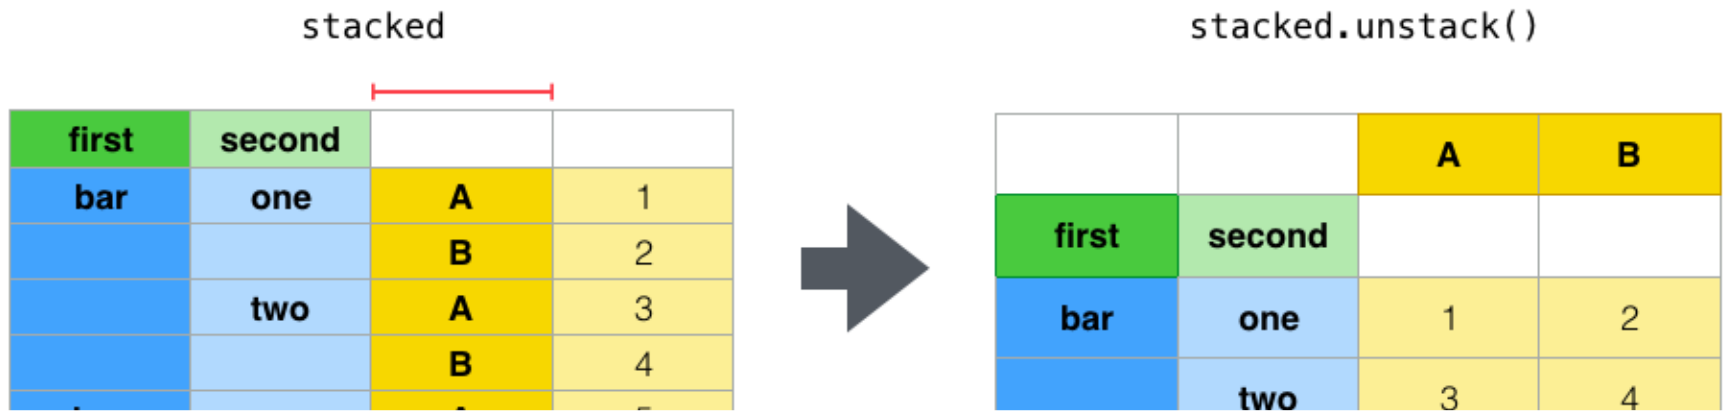 stacked stacked.unstack()
first second
A B
bar one A 1
B 2
first second
two A 3
bar one 1 2
B 4
two 3 4